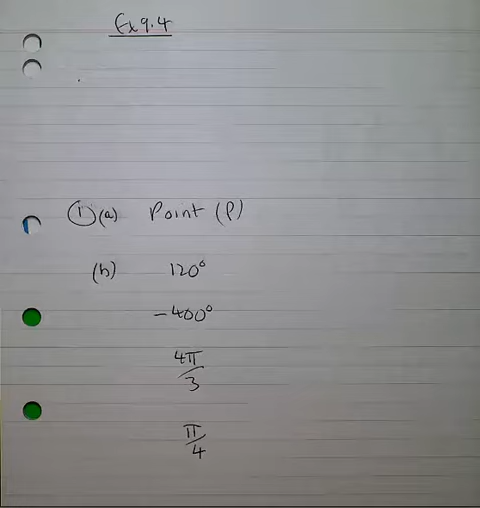 Ex 9.4
① (a) Point (P)
(b) 120°
-400°
4π/3
π/4